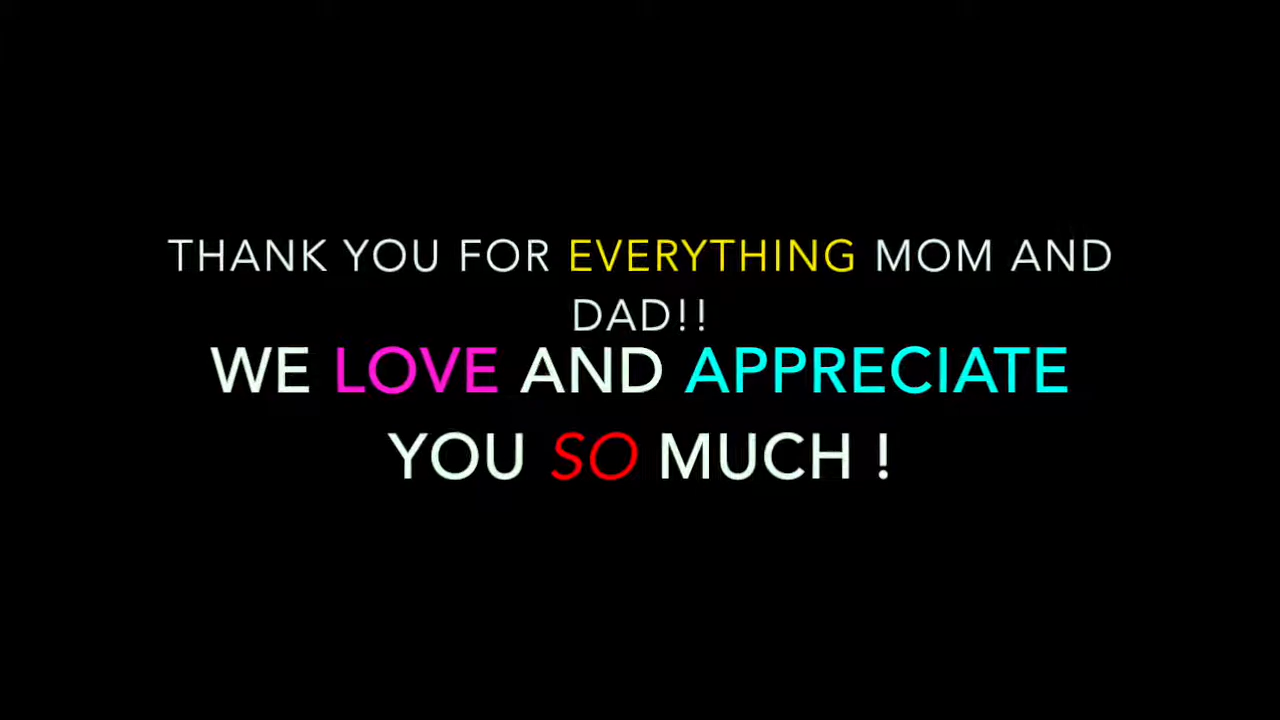 THANK YOU FOR EVERYTHING MOM AND
DAD!!
WE LOVE AND APPRECIATE
YOU SO MUCH !